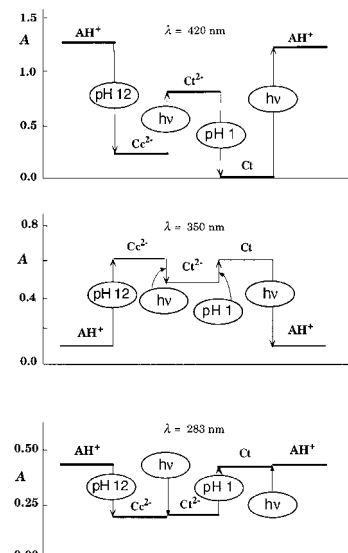 λ = 420 nm
A
1.5
1.0
0.5
0.0
AH⁺
pH 12
Cc²⁻
hν
Ct²⁻
pH 1
Ct
hν
AH⁺
λ = 350 nm
A
0.8
0.4
0.0
AH⁺
pH 12
Cc²⁻
hν
Ct²⁻
pH 1
Ct
hν
AH⁺
λ = 283 nm
A
0.50
0.25
0.00
AH⁺
pH 12
Cc²⁻
hν
Ct²⁻
pH 1
Ct
hν
AH⁺